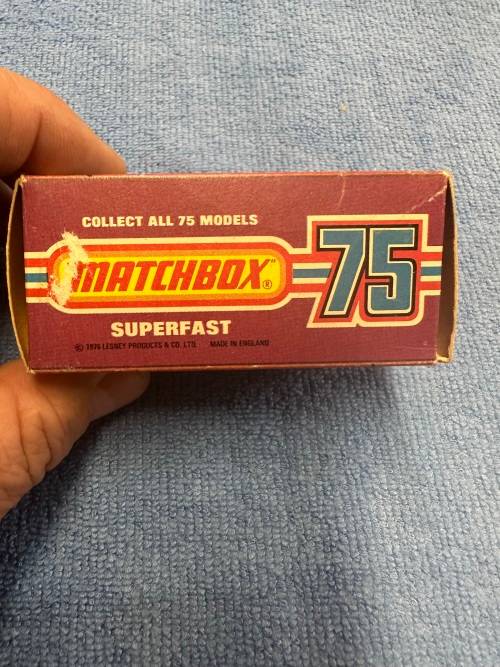 COLLECT ALL 75 MODELS
"MATCHBOX"®
75
SUPERFAST
© 1976 LESNEY PRODUCTS & CO. LTD. MADE IN ENGLAND